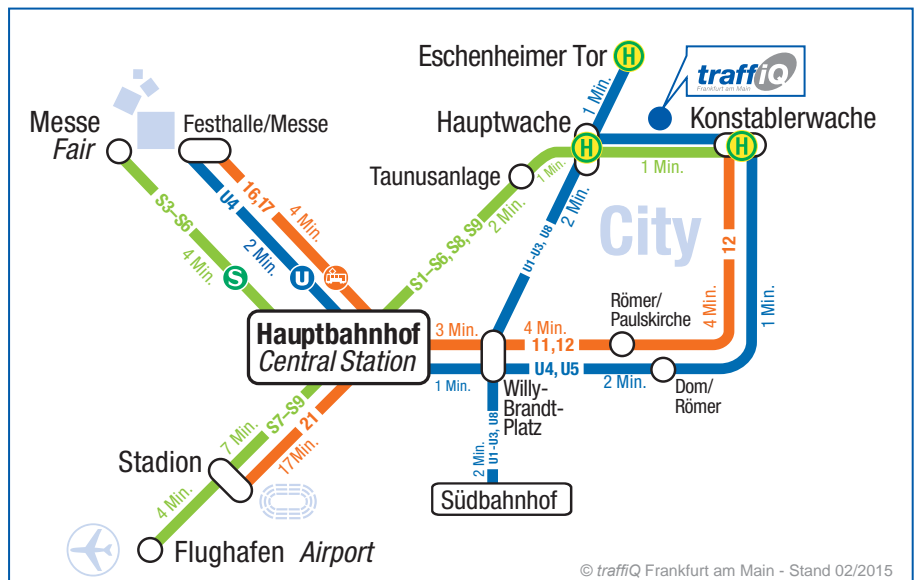 Eschenheimer Tor
H
traffiQ
Frankfurt am Main
1 Min.
Messe
Fair
Festhalle/Messe
Hauptwache
H
Konstablerwache
H
Taunusanlage
1 Min.
1 Min.
2 Min.
2 Min.
16,17
4 Min.
U4
2 Min.
S3–S6
4 Min.
S
U
S1–S6, S8, S9
U1-U3, U8
City
12
4 Min.
1 Min.
Hauptbahnhof
Central Station
3 Min.
4 Min.
11,12
Römer/
Paulskirche
1 Min.
U4, U5
2 Min.
Willy-
Brandt-
Platz
Dom/
Römer
S7–S9
7 Min.
21
17Min.
Stadion
4 Min.
2 Min.
U1-U3, U8
Südbahnhof
Flughafen Airport
© traffiQ Frankfurt am Main - Stand 02/2015